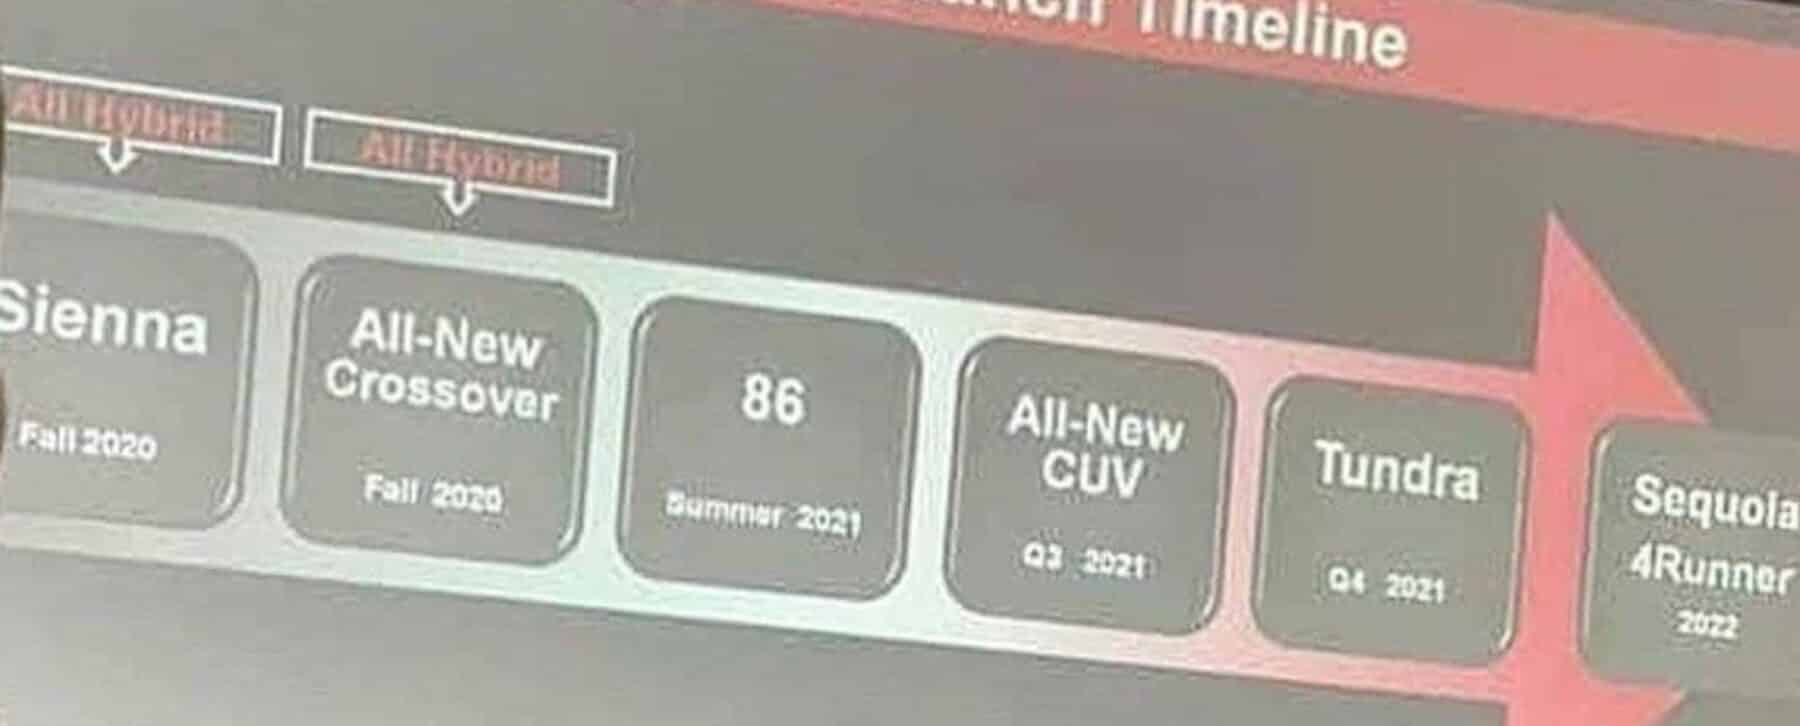 Timeline
All Hybrid
All Hybrid
Sienna
Fall 2020
All-New
Crossover
Fall 2020
86
Summer 2021
All-New
CUV
Q3 2021
Tundra
Q4 2021
Sequoia
4Runner
2022